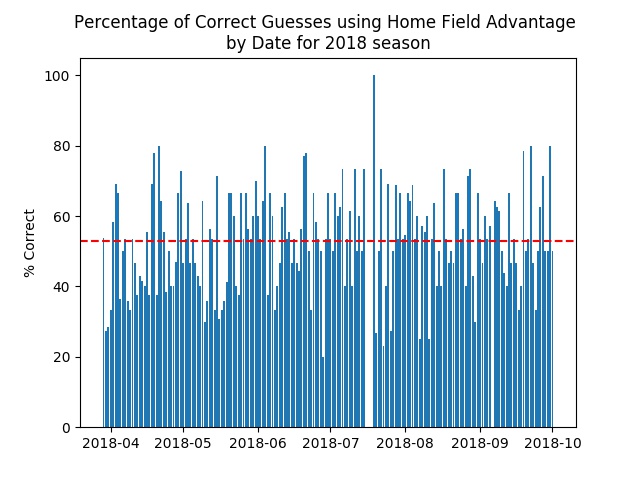 Percentage of Correct Guesses using Home Field Advantage
by Date for 2018 season
% Correct
100
80
60
40
20
0
2018-04 2018-05 2018-06 2018-07 2018-08 2018-09 2018-10